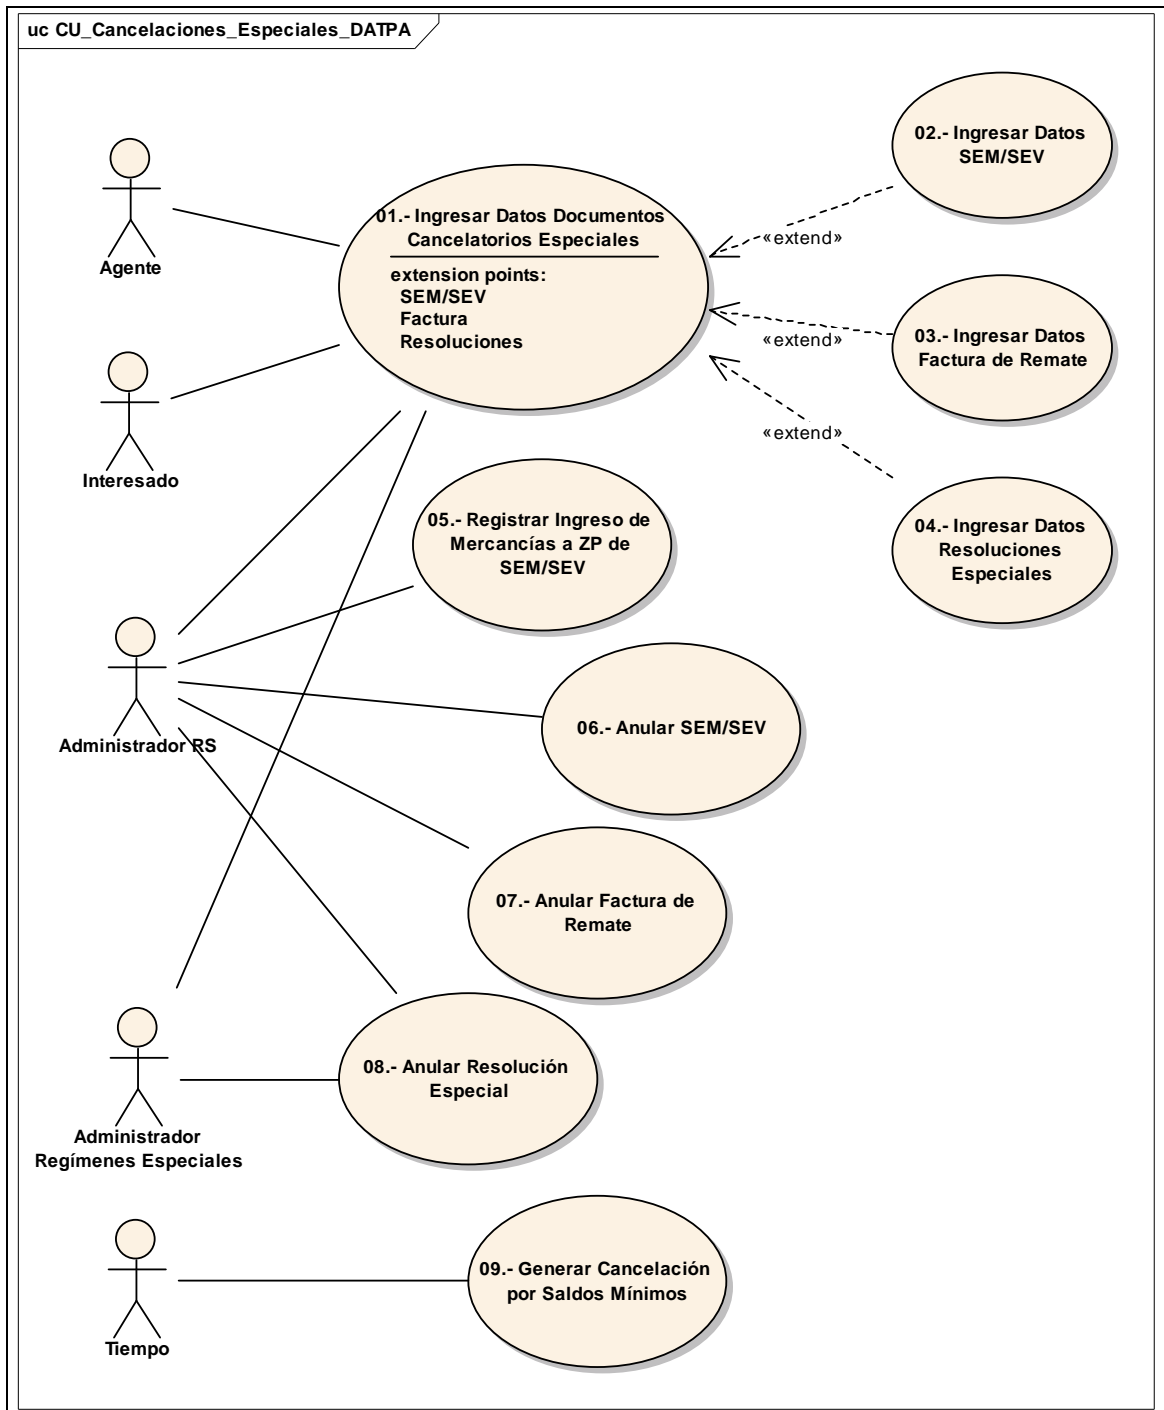 uc CU_Cancelaciones_Especiales_DATPA
02.- Ingresar Datos
SEM/SEV
01.- Ingresar Datos Documentos
Cancelatorios Especiales
extension points:
SEM/SEV
Factura
Resoluciones
Agente
«extend»
03.- Ingresar Datos
Factura de Remate
«extend»
«extend»
Interesado
04.- Ingresar Datos
Resoluciones
Especiales
05.- Registrar Ingreso de
Mercancías a ZP de
SEM/SEV
Administrador RS
06.- Anular SEM/SEV
07.- Anular Factura de
Remate
08.- Anular Resolución
Especial
Administrador
Regímenes Especiales
09.- Generar Cancelación
por Saldos Mínimos
Tiempo